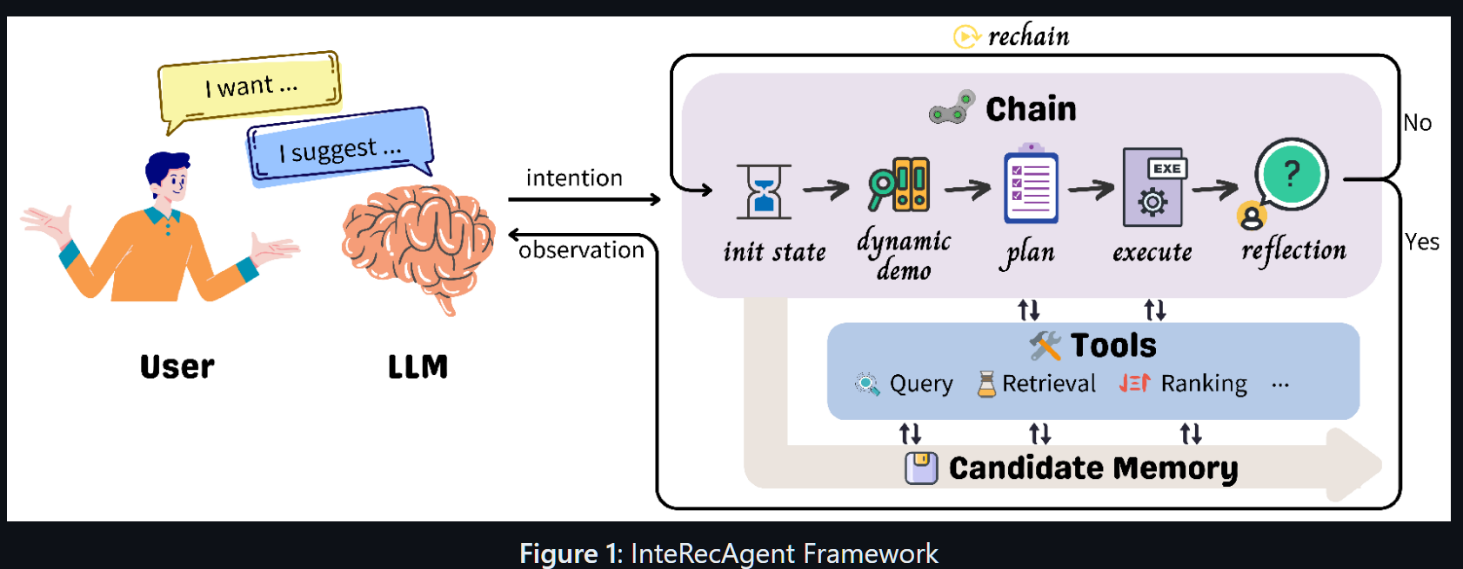 rechain
I want ...
I suggest ...
Chain
No
intention
init state
dynamic
demo
plan
EXE
execute
?
reflection
observation
Yes
User
LLM
Tools
Query
Retrieval
Ranking
...
Candidate Memory
Figure 1: InteRecAgent Framework